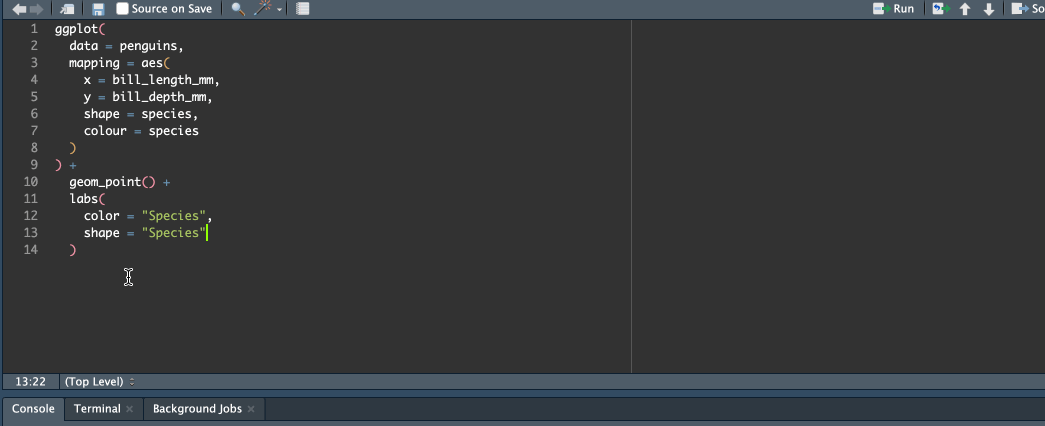 Source on Save Run So
1 ggplot(
2 data = penguins,
3 mapping = aes(
4 x = bill_length_mm,
5 y = bill_depth_mm,
6 shape = species,
7 colour = species
8 )
9 ) +
10 geom_point() +
11 labs(
12 color = "Species",
13 shape = "Species"
14 )
13:22 (Top Level)
Console Terminal Background Jobs